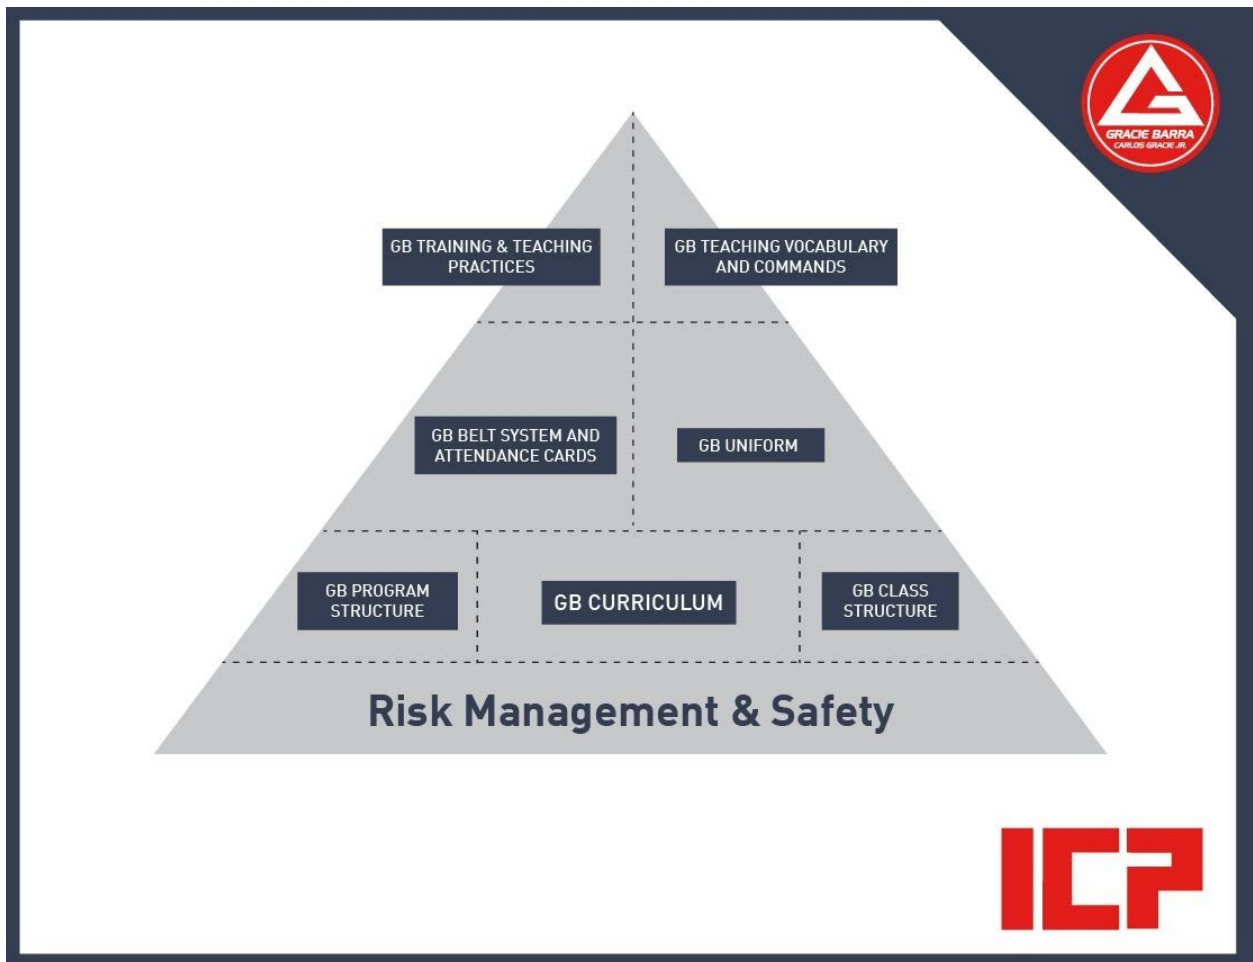 GRACIE BARRA
CARLOS GRACIE JR.
GB TRAINING & TEACHING
PRACTICES
GB TEACHING VOCABULARY
AND COMMANDS
GB BELT SYSTEM AND
ATTENDANCE CARDS
GB UNIFORM
GB PROGRAM
STRUCTURE
GB CURRICULUM
GB CLASS
STRUCTURE
Risk Management & Safety
ICP